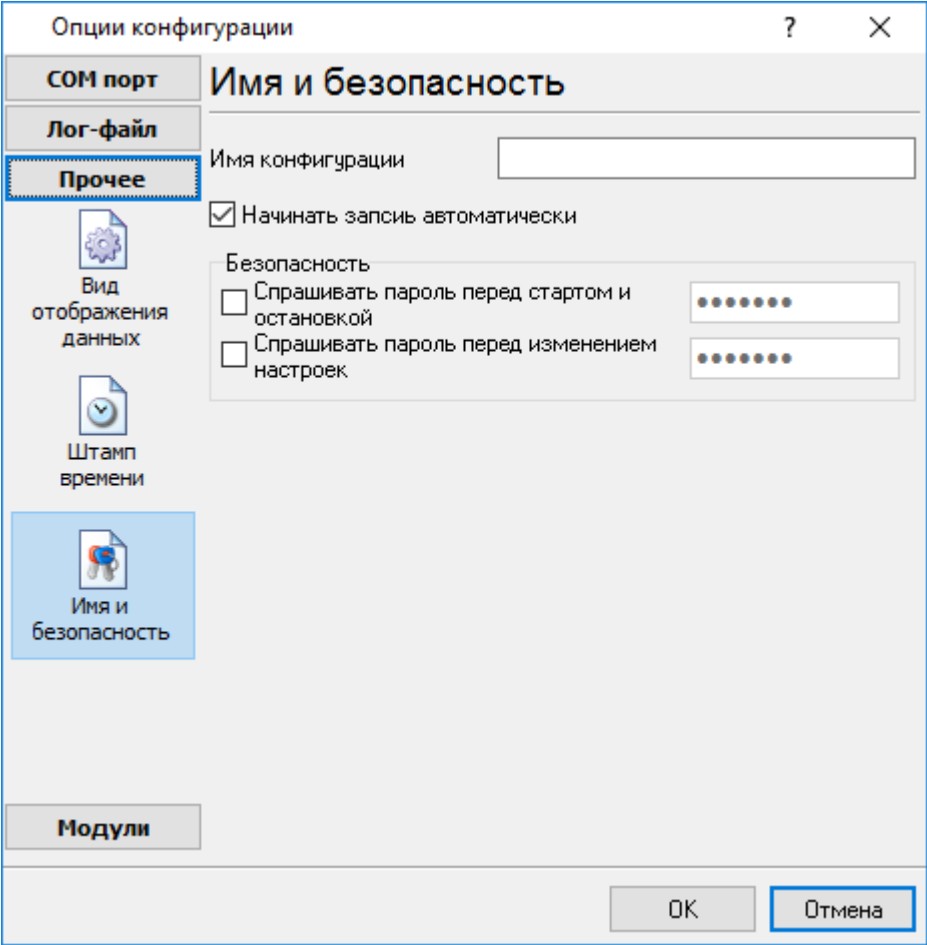 Опции конфигурации
?
COM порт
Лог-файл
Прочее
Вид
отображения
данных
Штамп
времени
Имя и
безопасность
Модули
Имя и безопасность
Имя конфигурации
Начинать запсиь автоматически
Безопасность
Спрашивать пароль перед стартом и
остановкой
•••••••
Спрашивать пароль перед изменением
настроек
•••••••
OK
Отмена